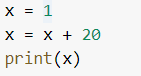 x = 1
x = x + 20
print(x)